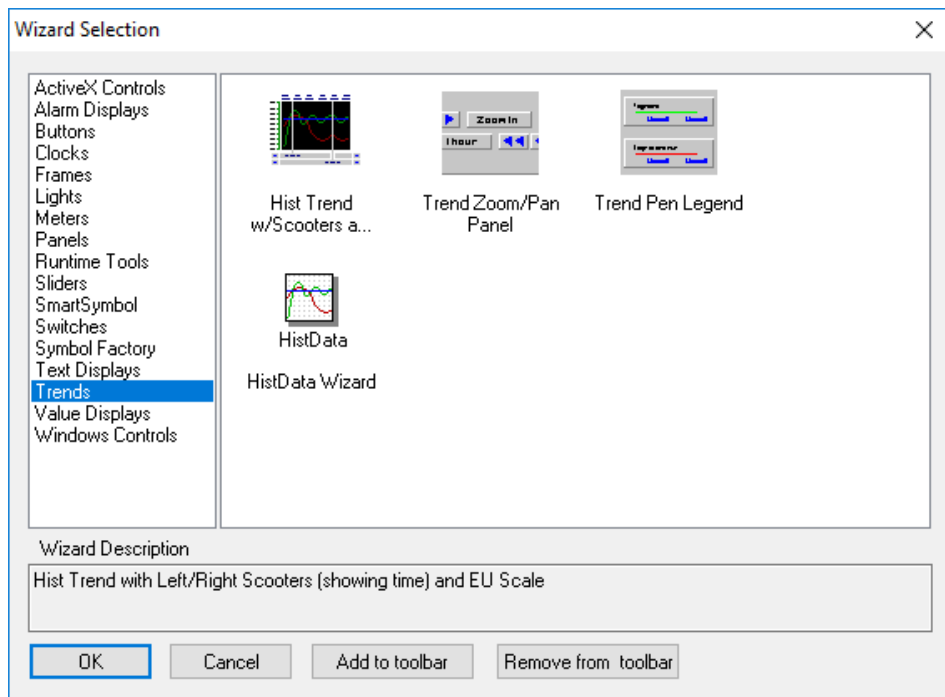 Wizard Selection
ActiveX Controls
Alarm Displays
Buttons
Clocks
Frames
Lights
Meters
Panels
Runtime Tools
Sliders
SmartSymbol
Switches
Symbol Factory
Text Displays
Trends
Value Displays
Windows Controls
Zoom In
1 hour
Hist Trend
w/Scooters a...
Trend Zoom/Pan
Panel
Trend Pen Legend
HistData
HistData Wizard
Wizard Description
Hist Trend with Left/Right Scooters (showing time) and EU Scale
OK
Cancel
Add to toolbar
Remove from toolbar